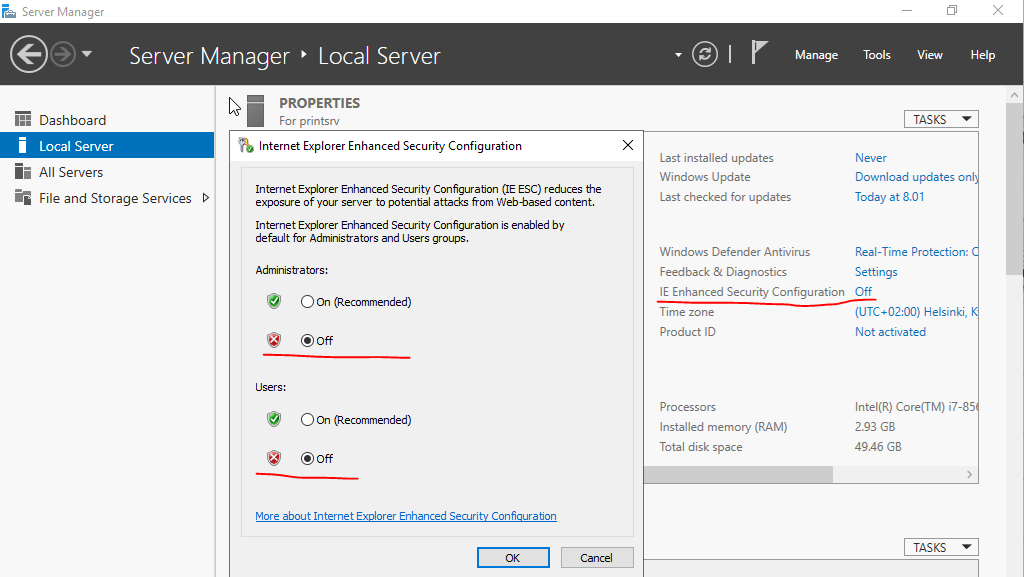 Server Manager
Server Manager ‣ Local Server
Manage Tools View Help
Dashboard
Local Server
All Servers
File and Storage Services
PROPERTIES
For printsrv
TASKS
Internet Explorer Enhanced Security Configuration
Internet Explorer Enhanced Security Configuration (IE ESC) reduces the
exposure of your server to potential attacks from Web-based content.
Internet Explorer Enhanced Security Configuration is enabled by
default for Administrators and Users groups.
Administrators:
On (Recommended)
Off
Users:
On (Recommended)
Off
More about Internet Explorer Enhanced Security Configuration
OK Cancel
Last installed updates Never
Windows Update Download updates only
Last checked for updates Today at 8.01
Windows Defender Antivirus Real-Time Protection:
Feedback & Diagnostics Settings
IE Enhanced Security Configuration Off
Time zone (UTC+02:00) Helsinki,
Product ID Not activated
Processors Intel(R) Core(TM)
Installed memory (RAM) 2.93 GB
Total disk space 49.46 GB
TASKS